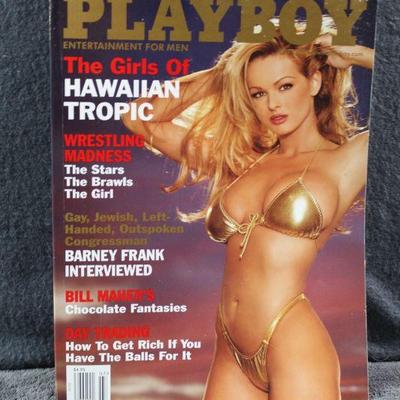 PLAYBOY
ENTERTAINMENT FOR MEN
The Girls Of
HAWAIIAN
TROPIC
WRESTLING
MADNESS
The Stars
The Brawls
The Girl
Gay, Jewish, Left-
Handed, Outspoken
Congressman
BARNEY FRANK
INTERVIEWED
BILL MAHER'S
Chocolate Fantasies
DAY TRADING
How To Get Rich If You
Have The Balls For It
$4.95